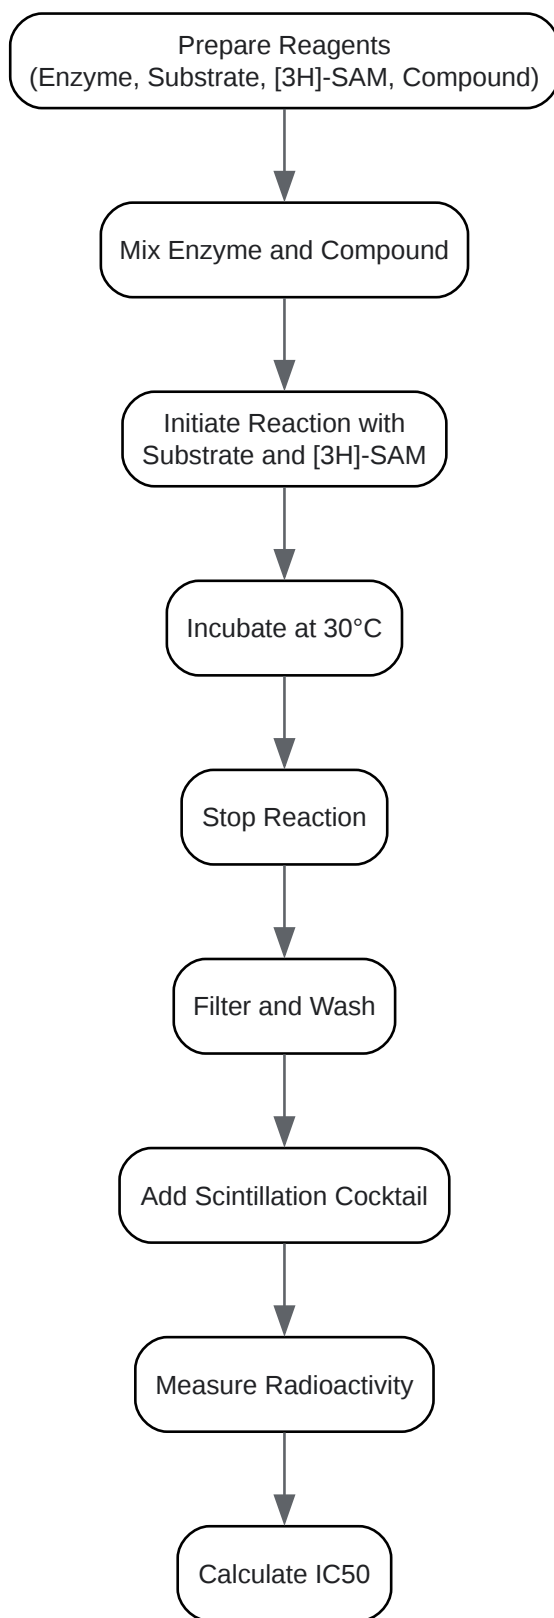 Prepare Reagents
(Enzyme, Substrate, [3H]-SAM, Compound)
Mix Enzyme and Compound
Initiate Reaction with
Substrate and [3H]-SAM
Incubate at 30°C
Stop Reaction
Filter and Wash
Add Scintillation Cocktail
Measure Radioactivity
Calculate IC50